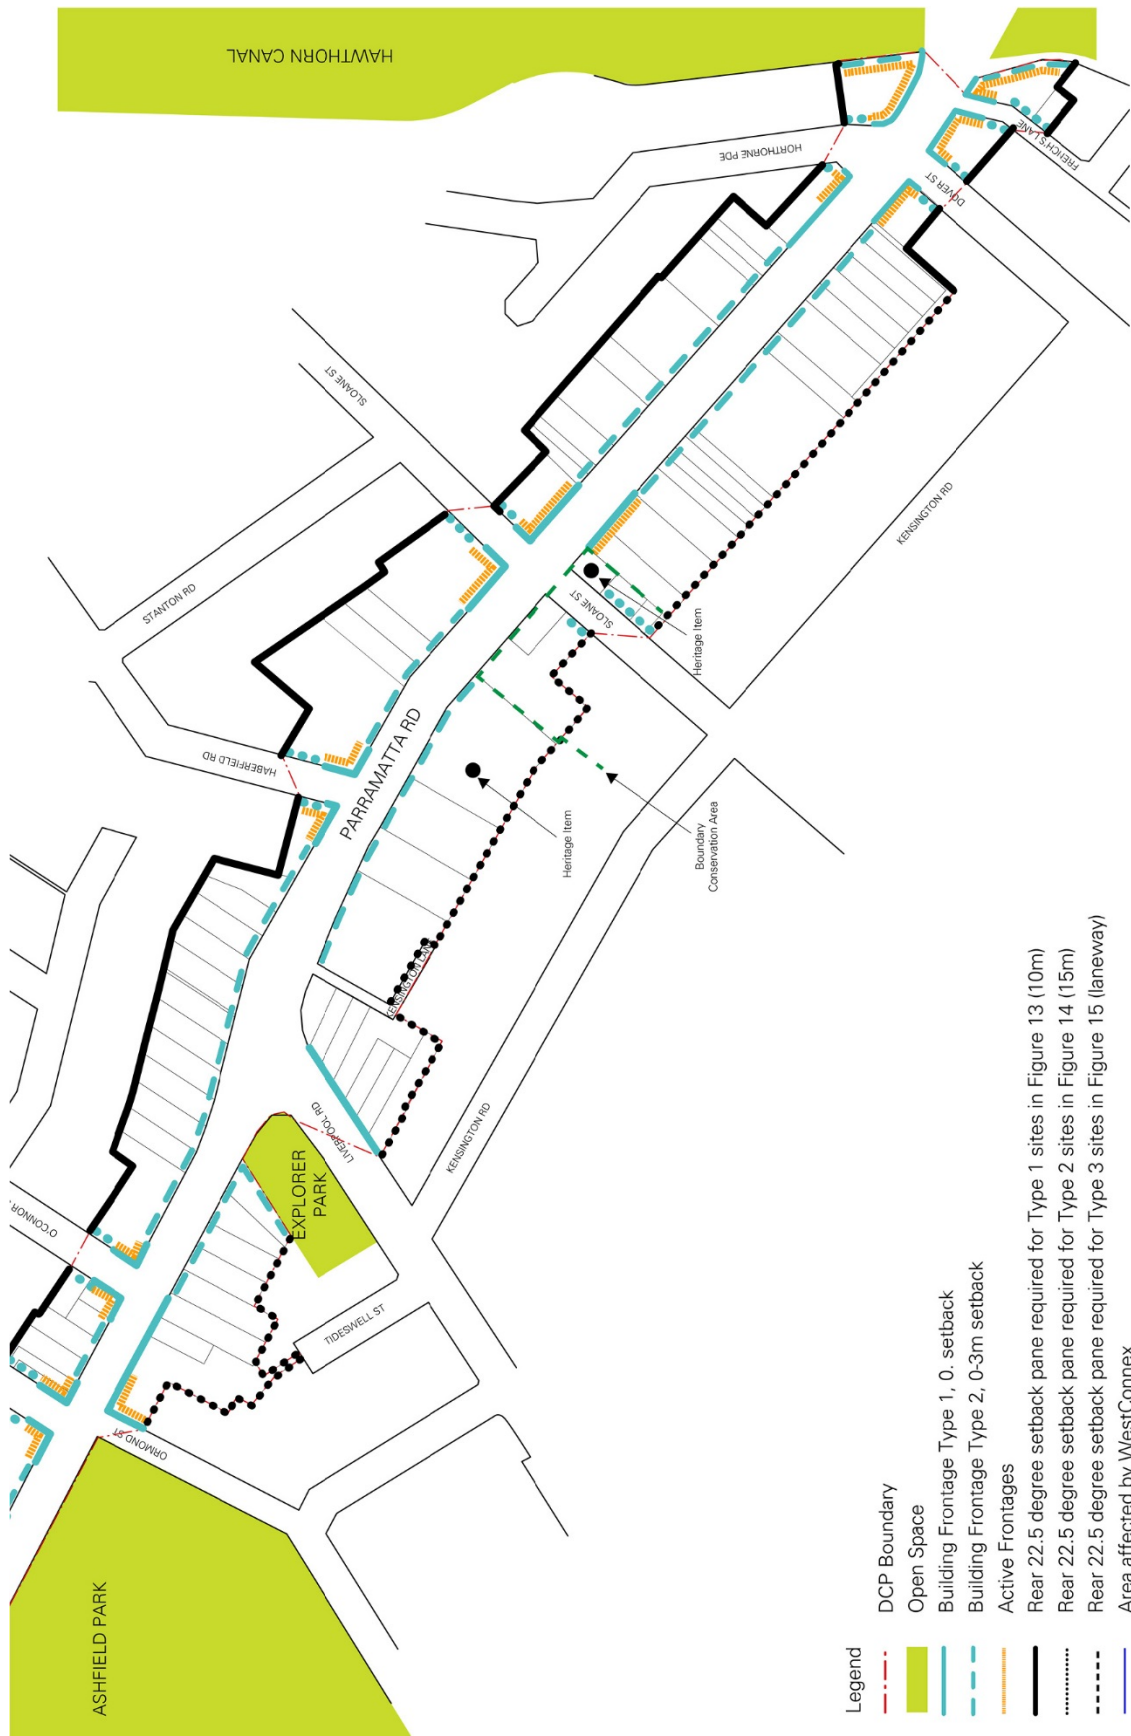 HAWTHORN CANAL
HORTHORNE PDE
FRENCH'S LANE
DOVER ST
SLOANE ST
STANTON RD
KENSINGTON RD
SLOANE ST
Heritage Item
HABERFIELD RD
PARRAMATTA RD
Heritage Item
Boundary
Conservation Area
KENSINGTON LANE
LIVERPOOL RD
KENSINGTON RD
EXPLORER
PARK
O'CONNOR
TIDESWELL ST
ORMOND ST
ASHFIELD PARK
Legend
DCP Boundary
Open Space
Building Frontage Type 1, 0. setback
Building Frontage Type 2, 0-3m setback
Active Frontages
Rear 22.5 degree setback pane required for Type 1 sites in Figure 13 (10m)
Rear 22.5 degree setback pane required for Type 2 sites in Figure 14 (15m)
Rear 22.5 degree setback pane required for Type 3 sites in Figure 15 (laneway)
Area affected by WestConnex